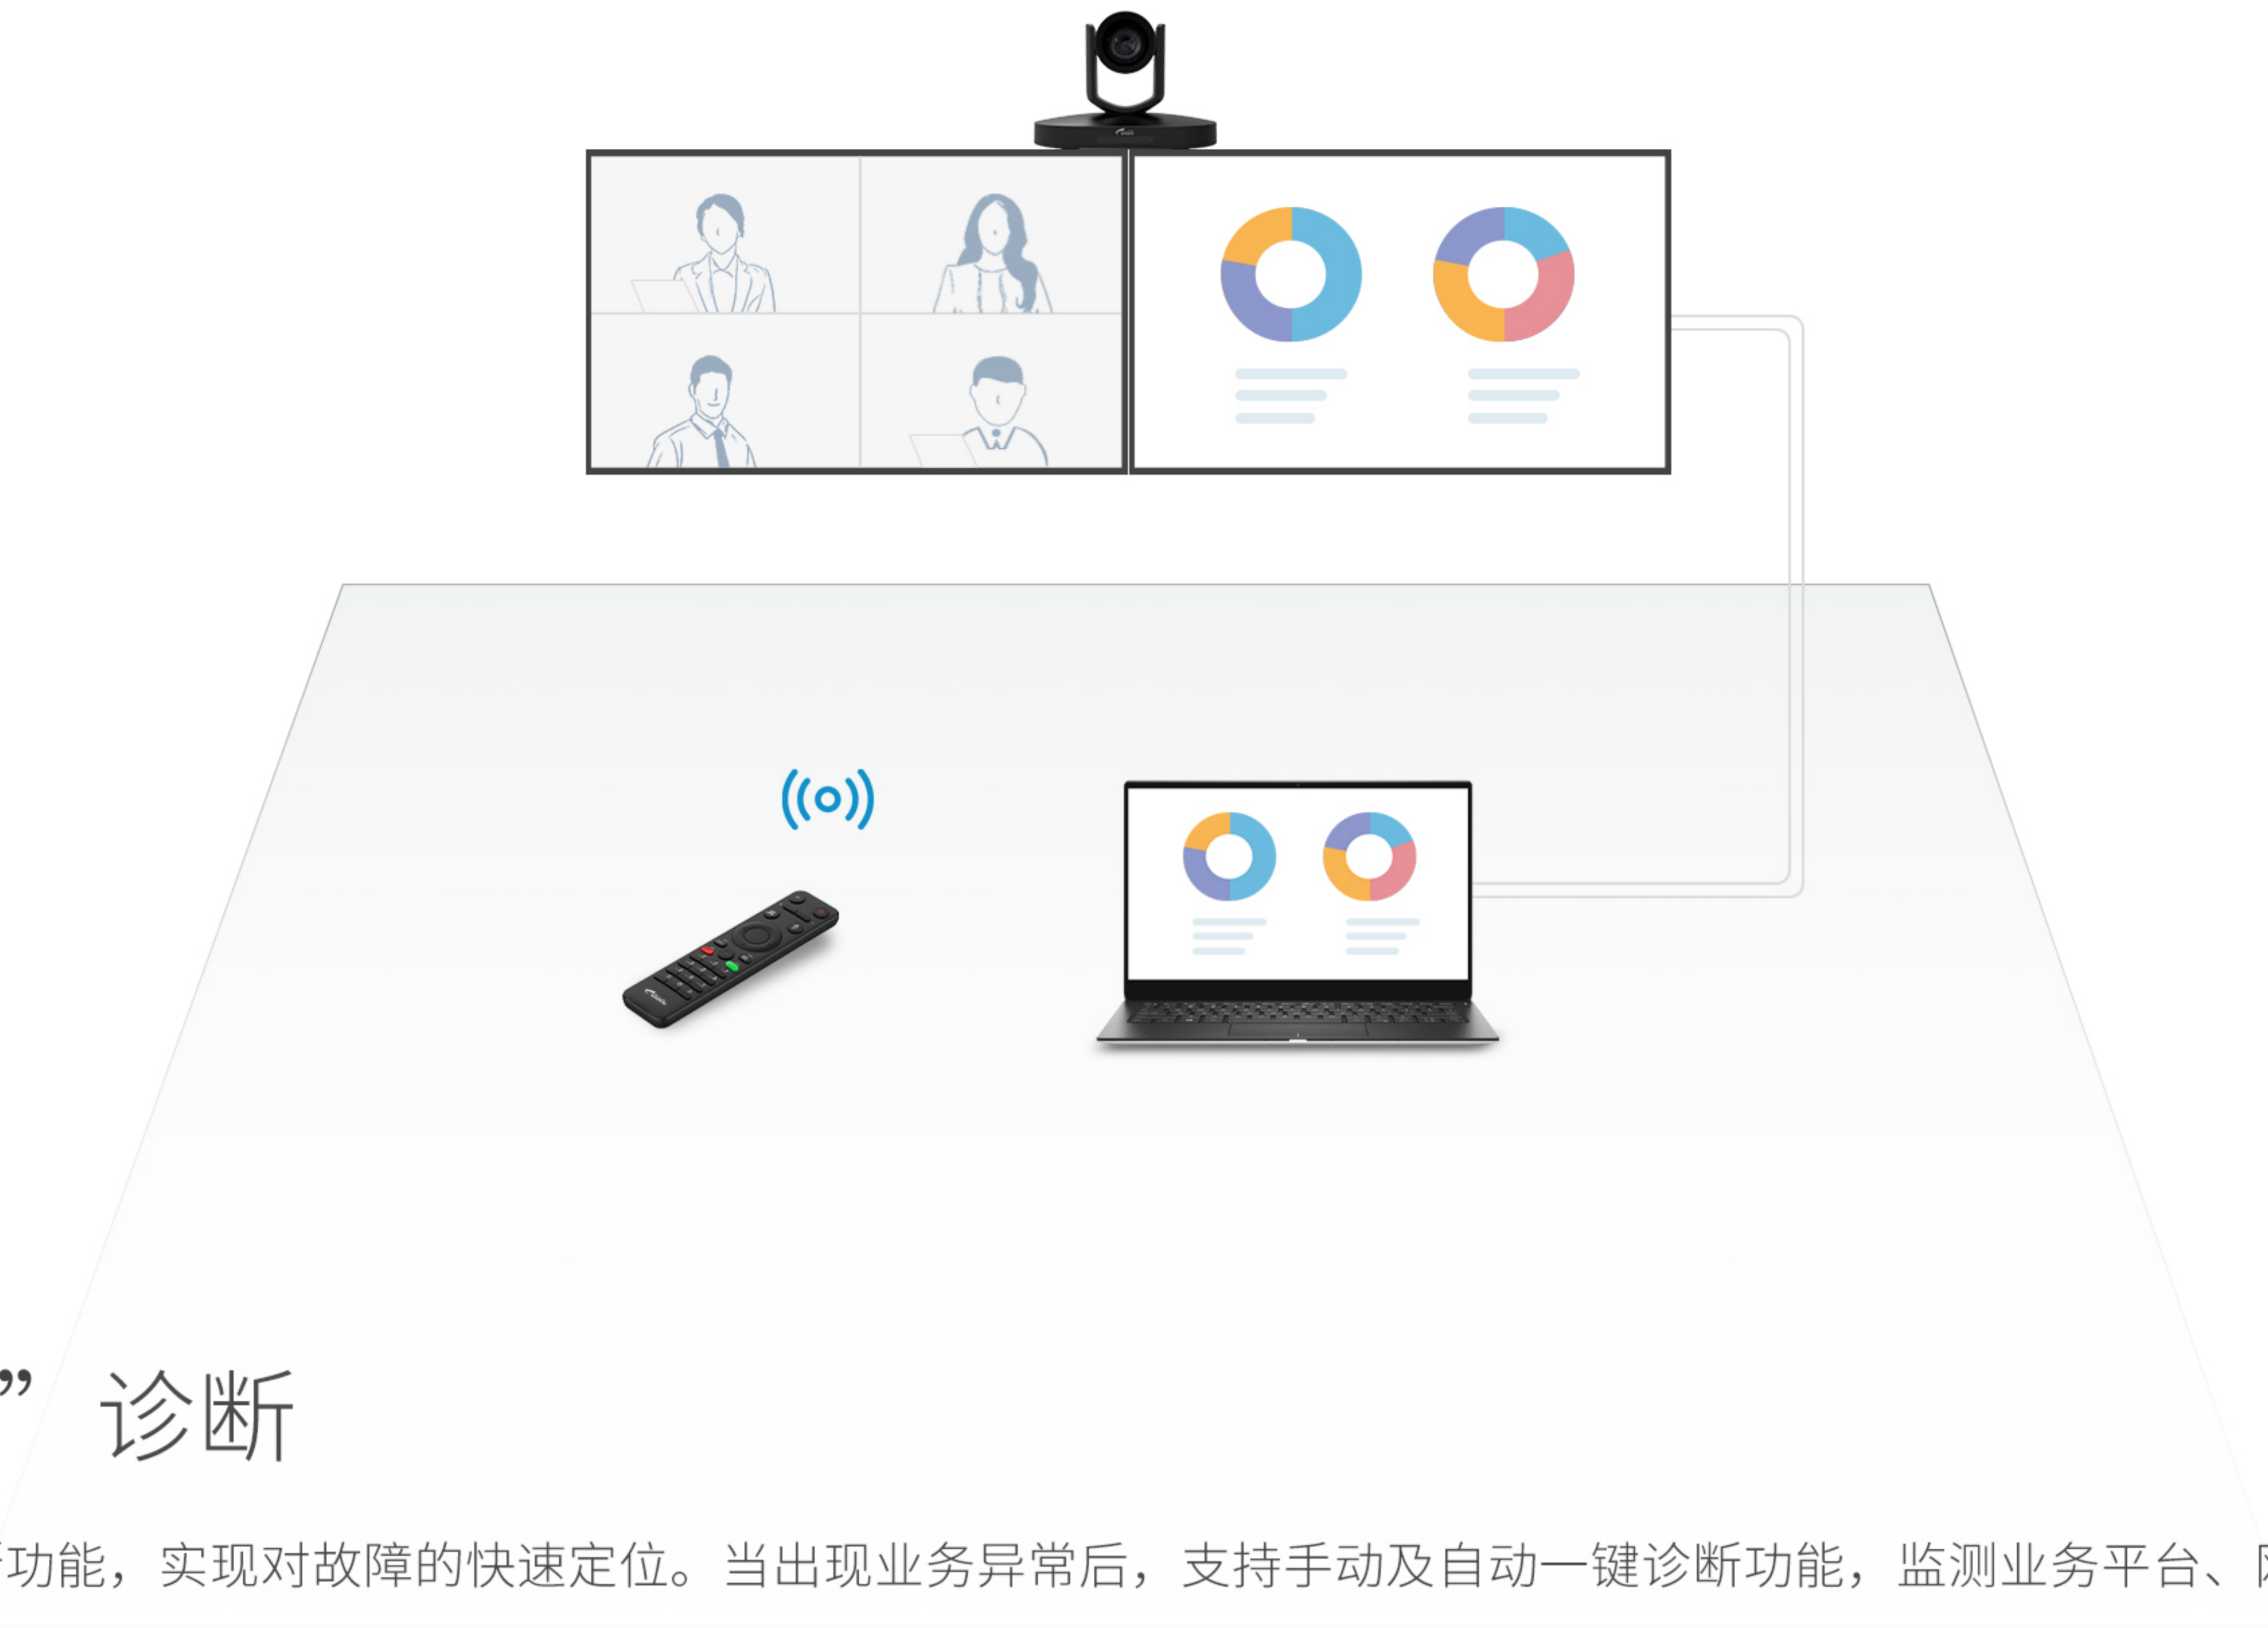 ” 诊断
功能，实现对故障的快速定位。当出现业务异常后，支持手动及自动一键诊断功能，监测业务平台、